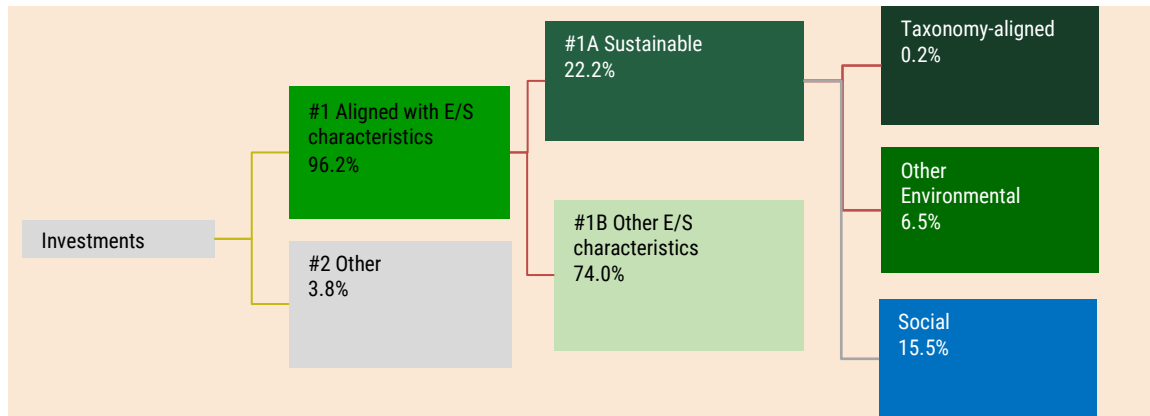 Investments
#1 Aligned with E/S
characteristics
96.2%
#2 Other
3.8%
#1A Sustainable
22.2%
#1B Other E/S
characteristics
74.0%
Taxonomy-aligned
0.2%
Other
Environmental
6.5%
Social
15.5%